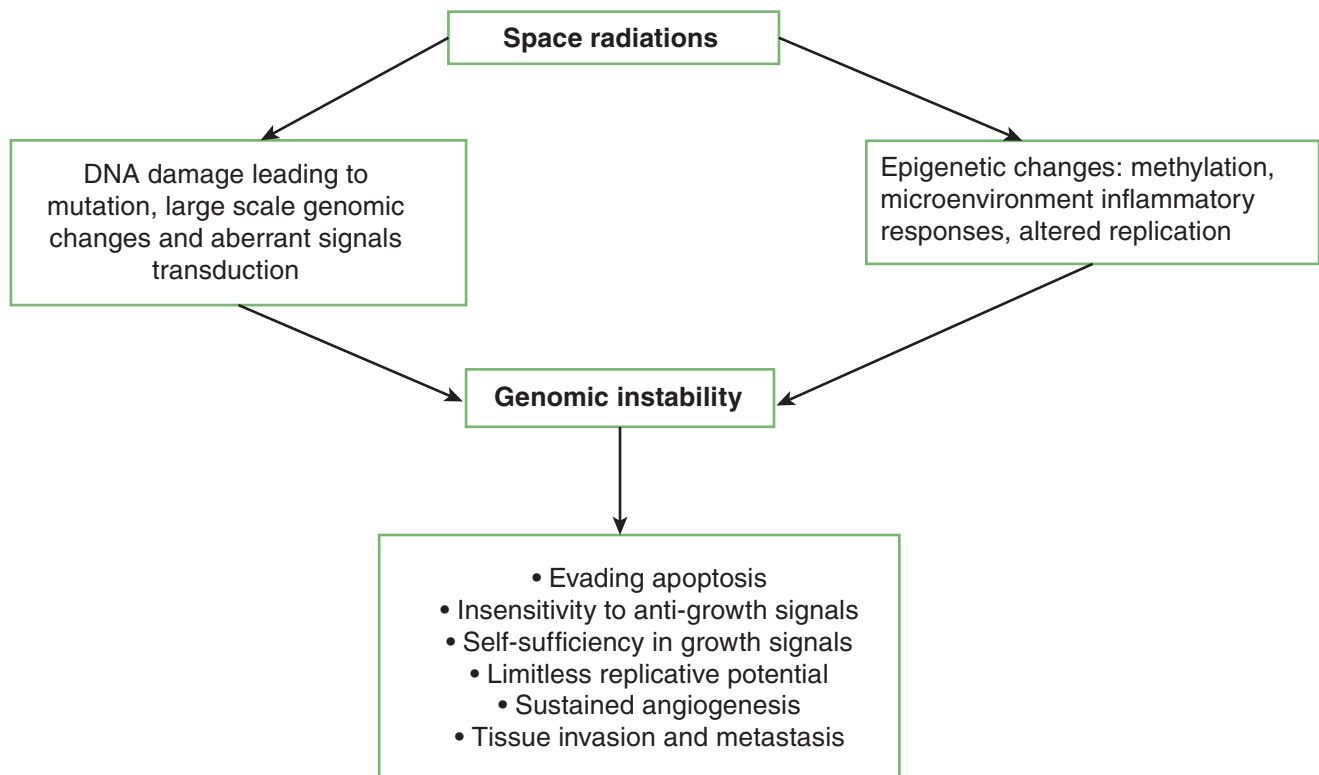 Space radiations
DNA damage leading to
mutation, large scale genomic
changes and aberrant signals
transduction
Epigenetic changes: methylation,
microenvironment inflammatory
responses, altered replication
Genomic instability
• Evading apoptosis
• Insensitivity to anti-growth signals
• Self-sufficiency in growth signals
• Limitless replicative potential
• Sustained angiogenesis
• Tissue invasion and metastasis